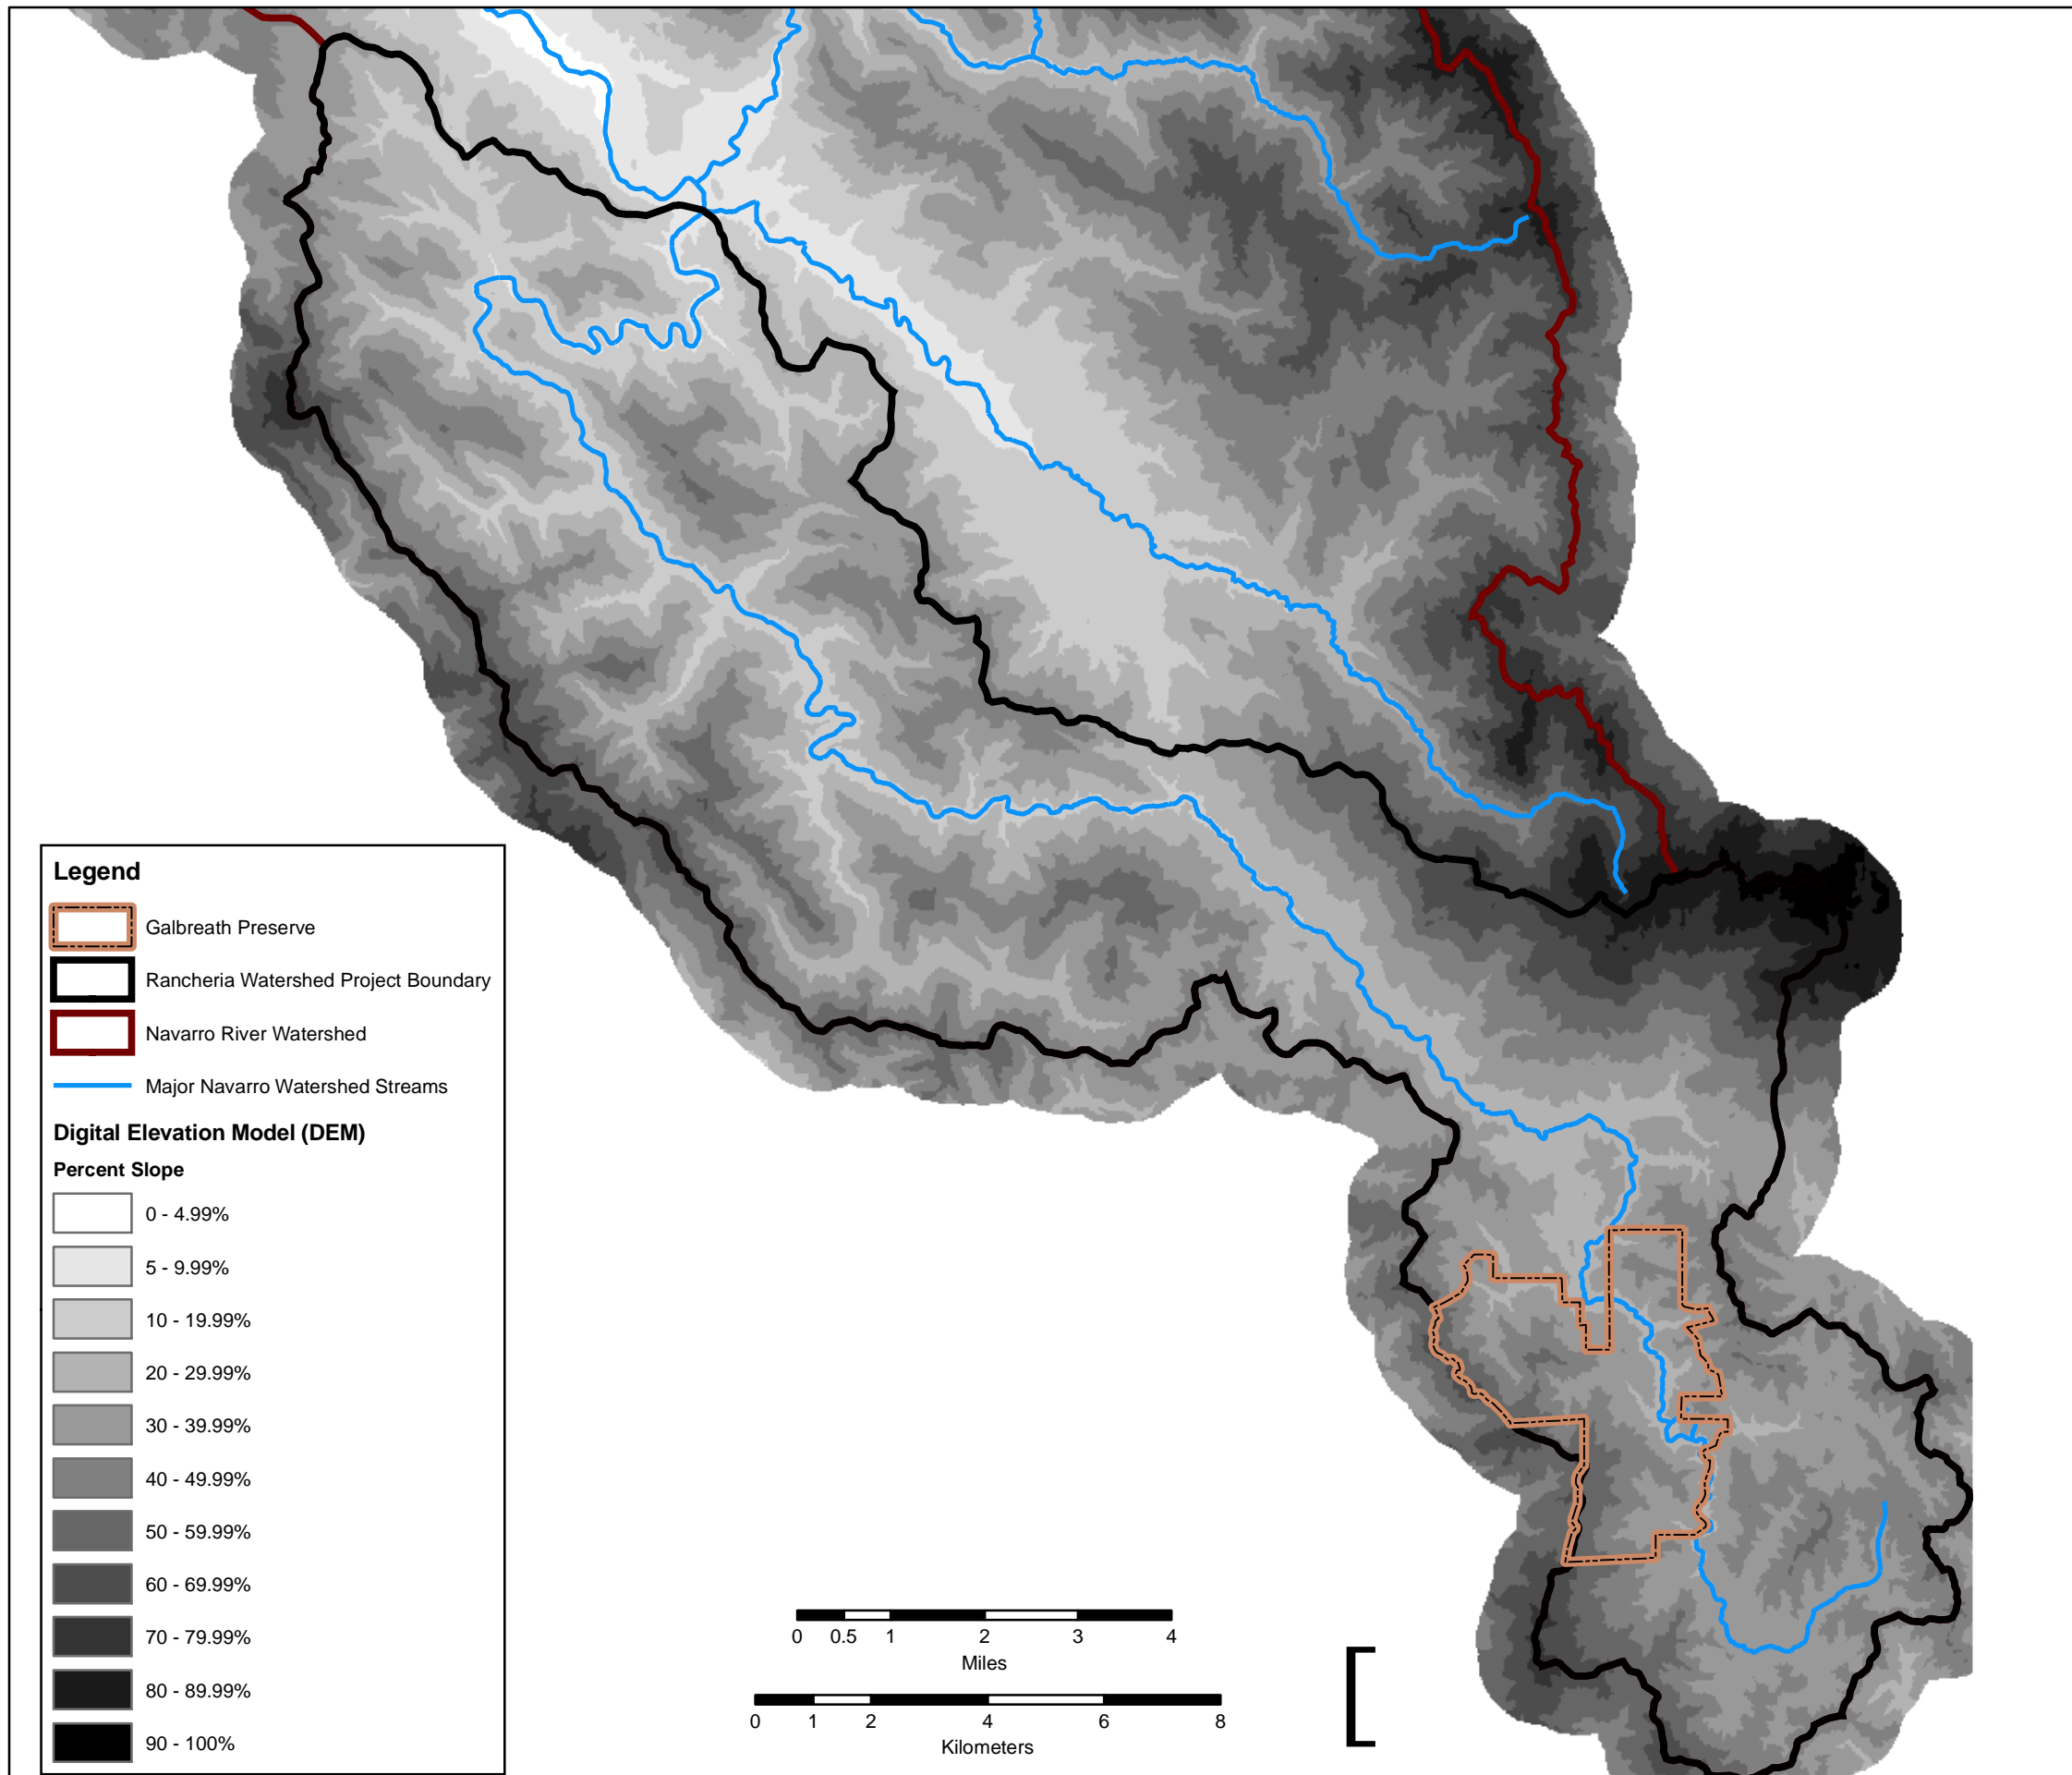 Legend
Galbreath Preserve
Rancheria Watershed Project Boundary
Navarro River Watershed
Major Navarro Watershed Streams
Digital Elevation Model (DEM)
Percent Slope
0 - 4.99%
5 - 9.99%
10 - 19.99%
20 - 29.99%
30 - 39.99%
40 - 49.99%
50 - 59.99%
60 - 69.99%
70 - 79.99%
80 - 89.99%
90 - 100%
0 0.5 1 2 3 4
Miles
0 1 2 4 6 8
Kilometers
[